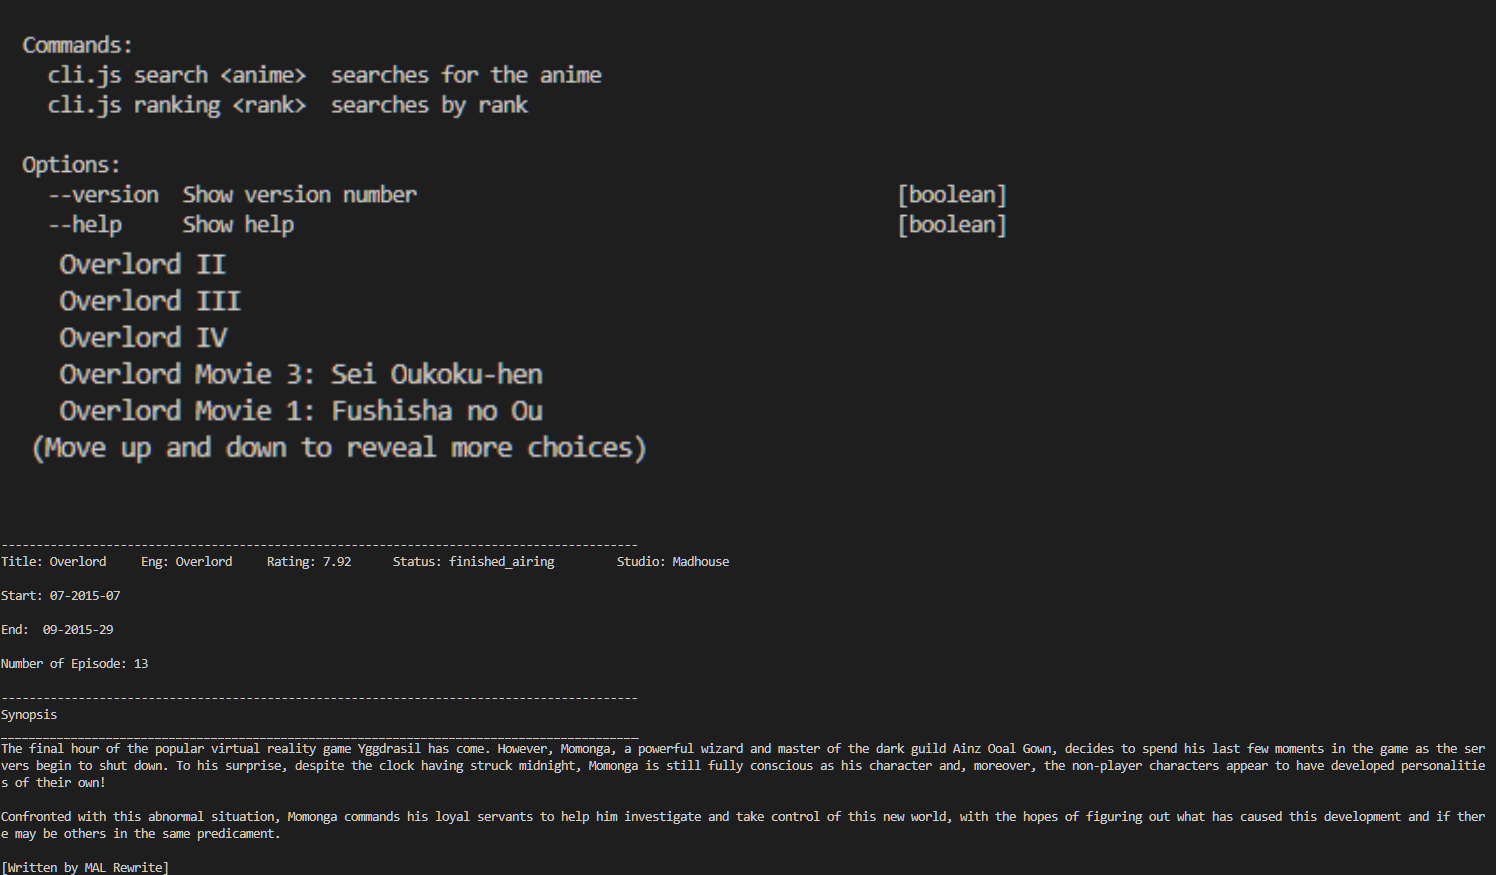 Commands:
cli.js search <anime>  searches for the anime
cli.js ranking <rank>  searches by rank
Options:
--version  Show version number  [boolean]
--help  Show help  [boolean]
Overlord II
Overlord III
Overlord IV
Overlord Movie 3: Sei Oukoku-hen
Overlord Movie 1: Fushisha no Ou
(Move up and down to reveal more choices)
-------------------------------------------------------------------------------------------
Title: Overlord     Eng: Overlord     Rating: 7.92      Status: finished_airing         Studio: Madhouse
Start: 07-2015-07
End:  09-2015-29
Number of Episode: 13
-------------------------------------------------------------------------------------------
Synopsis
___________________________________________________________________________________________
The final hour of the popular virtual reality game Yggdrasil has come. However, Momonga, a powerful wizard and master of the dark guild Ainz Ooal Gown, decides to spend his last few moments in the game as the ser
vers begin to shut down. To his surprise, despite the clock having struck midnight, Momonga is still fully conscious as his character and, moreover, the non-player characters appear to have developed personalitie
s of their own!
Confronted with this abnormal situation, Momonga commands his loyal servants to help him investigate and take control of this new world, with the hopes of figuring out what has caused this development and if ther
e may be others in the same predicament.
[Written by MAL Rewrite]